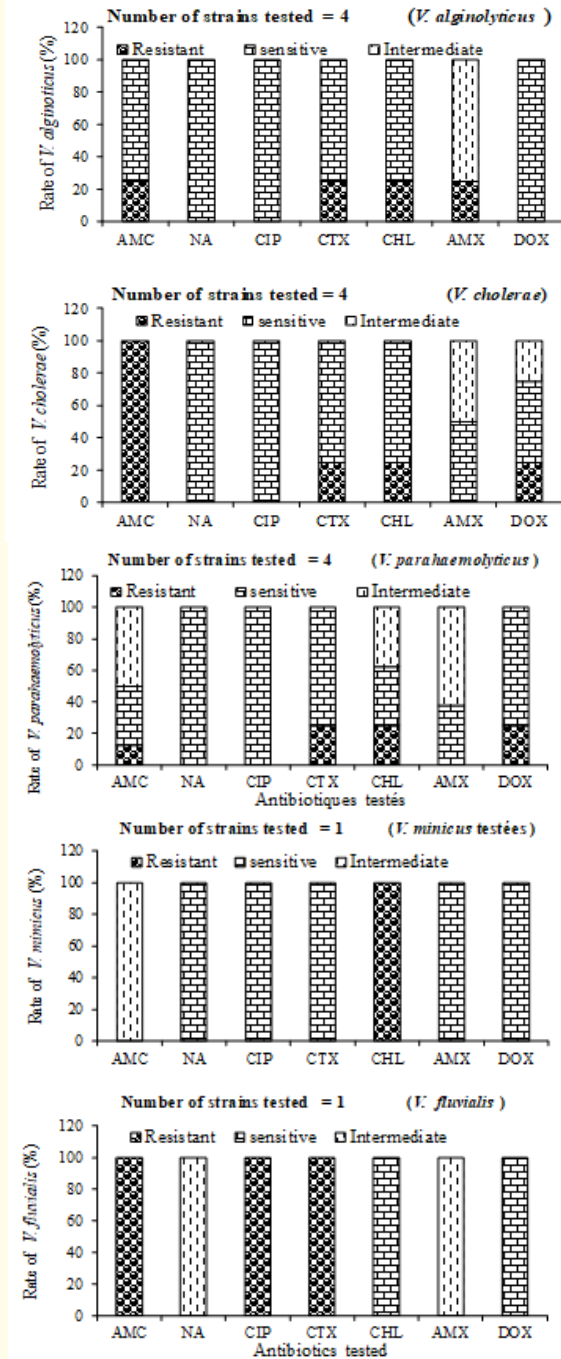 Number of strains tested = 4 (V. alginolyticus )
Resistant sensitive Intermediate
Rate of V. alginoticus (%)
120
100
80
60
40
20
0
AMC NA CIP CTX CHL AMX DOX
Number of strains tested = 4 (V. cholerae)
Resistant sensitive Intermediate
Rate of V. cholerae (%)
120
100
80
60
40
20
0
AMC NA CIP CTX CHL AMX DOX
Number of strains tested = 4 (V. parahaemolyticus )
Resistant sensitive Intermediate
Rate of V. parahaemolyticus (%)
120
100
80
60
40
20
0
AMC NA CIP CTX CHL AMX DOX
Antibiotiques testés
Number of strains tested = 1 (V. minicus testées)
Resistant sensitive Intermediate
Rate of V. mimicus (%)
120
100
80
60
40
20
0
AMC NA CIP CTX CHL AMX DOX
Number of strains tested = 1 (V. fluvialis )
Resistant sensitive Intermediate
Rate of V. fluvialis (%)
120
100
80
60
40
20
0
AMC NA CIP CTX CHL AMX DOX
Antibiotics tested